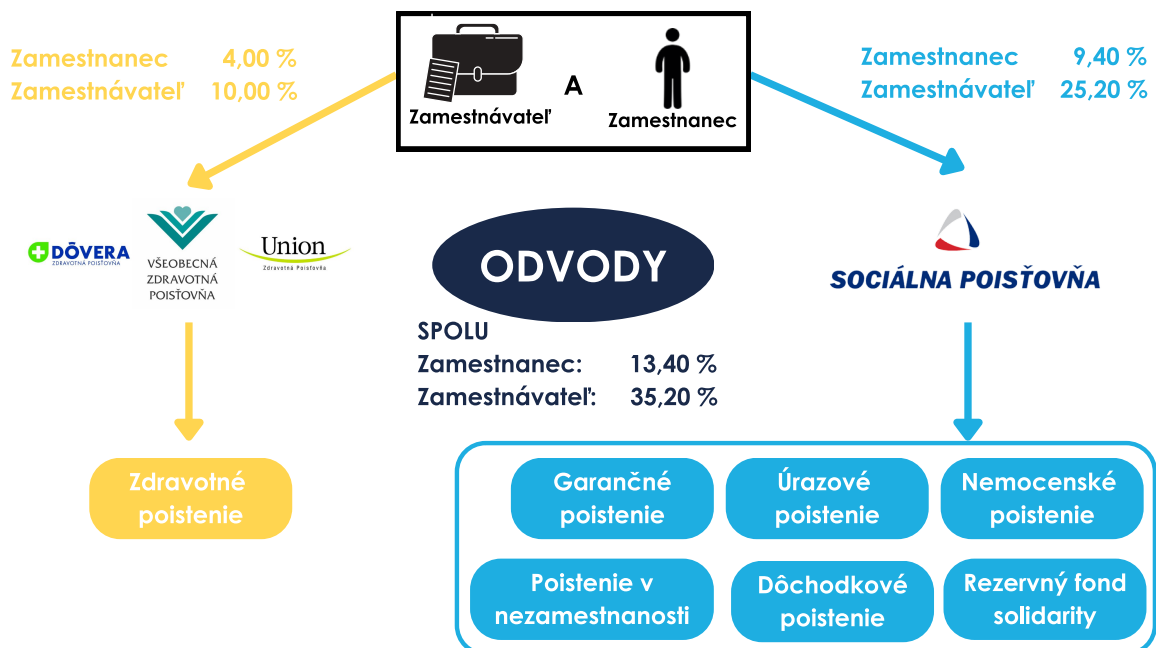 Zamestnanec 4,00 %
Zamestnávateľ 10,00 %
Zamestnávateľ
A
Zamestnanec
Zamestnanec 9,40 %
Zamestnávateľ 25,20 %
DÔVERA
ZDRAVOTNÁ POISŤOVŇA
VŠEOBECNÁ
ZDRAVOTNÁ
POISŤOVŇA
Union
Zdravotná Poisťovňa
ODVODY
SOCIÁLNA POISŤOVŇA
SPOLU
Zamestnanec: 13,40 %
Zamestnávateľ: 35,20 %
Zdravotné
poistenie
Garančné
poistenie
Úrazové
poistenie
Nemocenské
poistenie
Poistenie v
nezamestnanosti
Dôchodkové
poistenie
Rezervný fond
solidarity